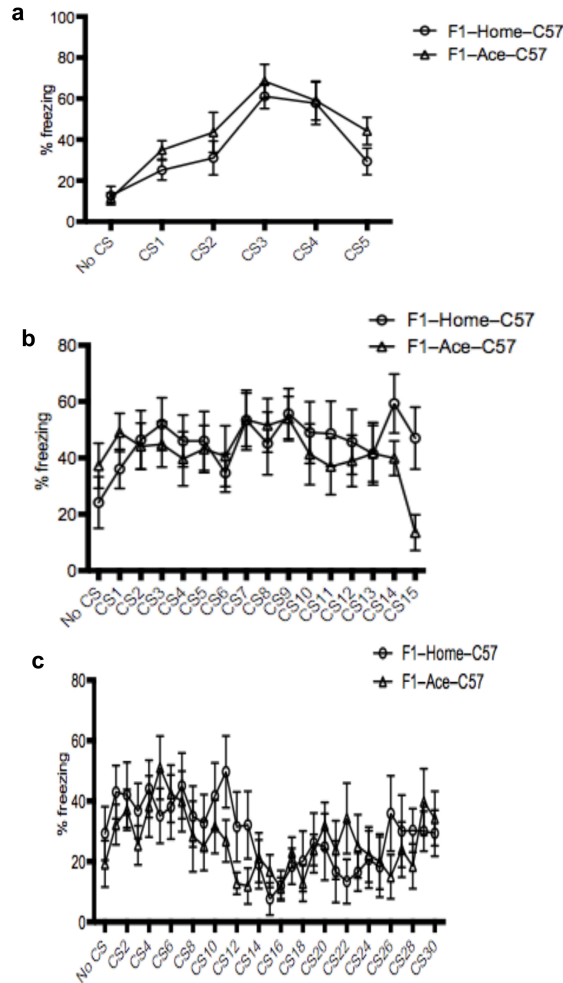 a
F1–Home–C57
F1–Ace–C57
% freezing
100
80
60
40
20
0
No CS
CS1
CS2
CS3
CS4
CS5
b
F1–Home–C57
F1–Ace–C57
% freezing
80
60
40
20
0
No CS
CS1
CS2
CS3
CS4
CS5
CS6
CS7
CS8
CS9
CS10
CS11
CS12
CS13
CS14
CS15
c
F1–Home–C57
F1–Ace–C57
% freezing
80
60
40
20
0
No CS
CS2
CS4
CS6
CS8
CS10
CS12
CS14
CS16
CS18
CS20
CS22
CS24
CS26
CS28
CS30